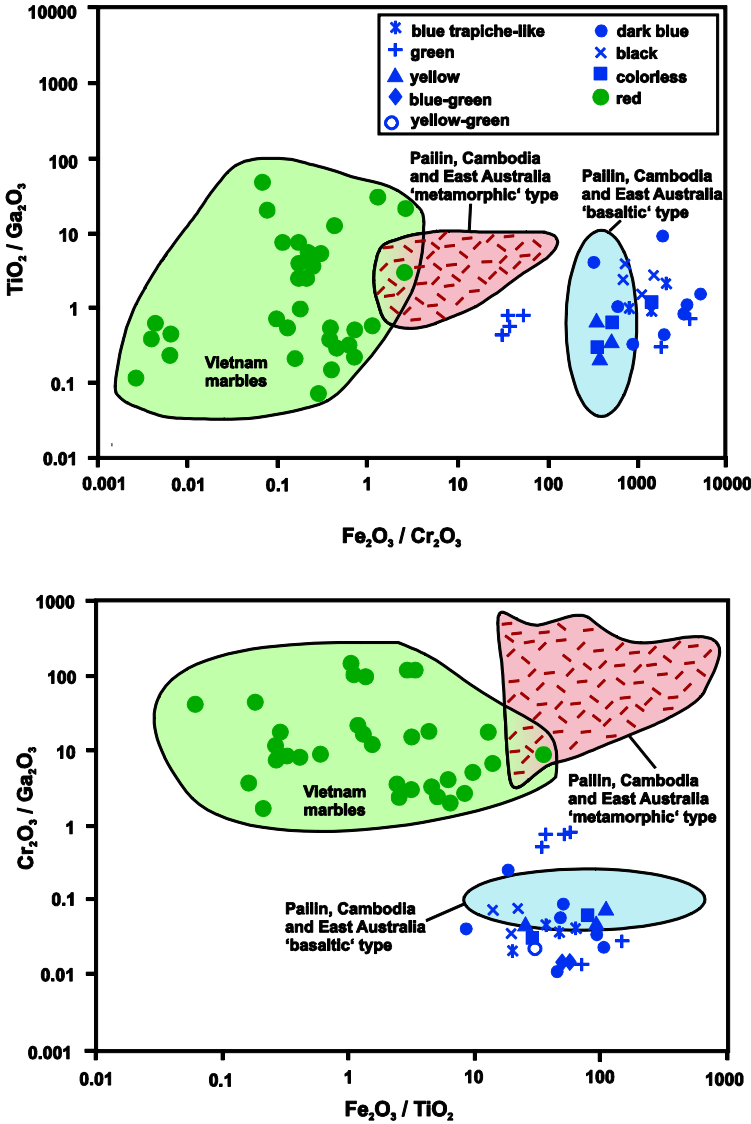 10000
1000
100
10
1
0.1
0.01
TiO₂ / Ga₂O₃
blue trapiche-like
green
yellow
blue-green
yellow-green
dark blue
black
colorless
red
Pailin, Cambodia
and East Australia
‘metamorphic‘ type
Pailin, Cambodia
and East Australia
‘basaltic‘ type
Vietnam
marbles
0.001 0.01 0.1 1 10 100 1000 10000
Fe₂O₃ / Cr₂O₃
1000
100
10
1
0.1
0.01
0.001
Cr₂O₃ / Ga₂O₃
Vietnam
marbles
Pailin, Cambodia
and East Australia
‘metamorphic‘ type
Pailin, Cambodia
and East Australia
‘basaltic‘ type
0.01 0.1 1 10 100 1000
Fe₂O₃ / TiO₂